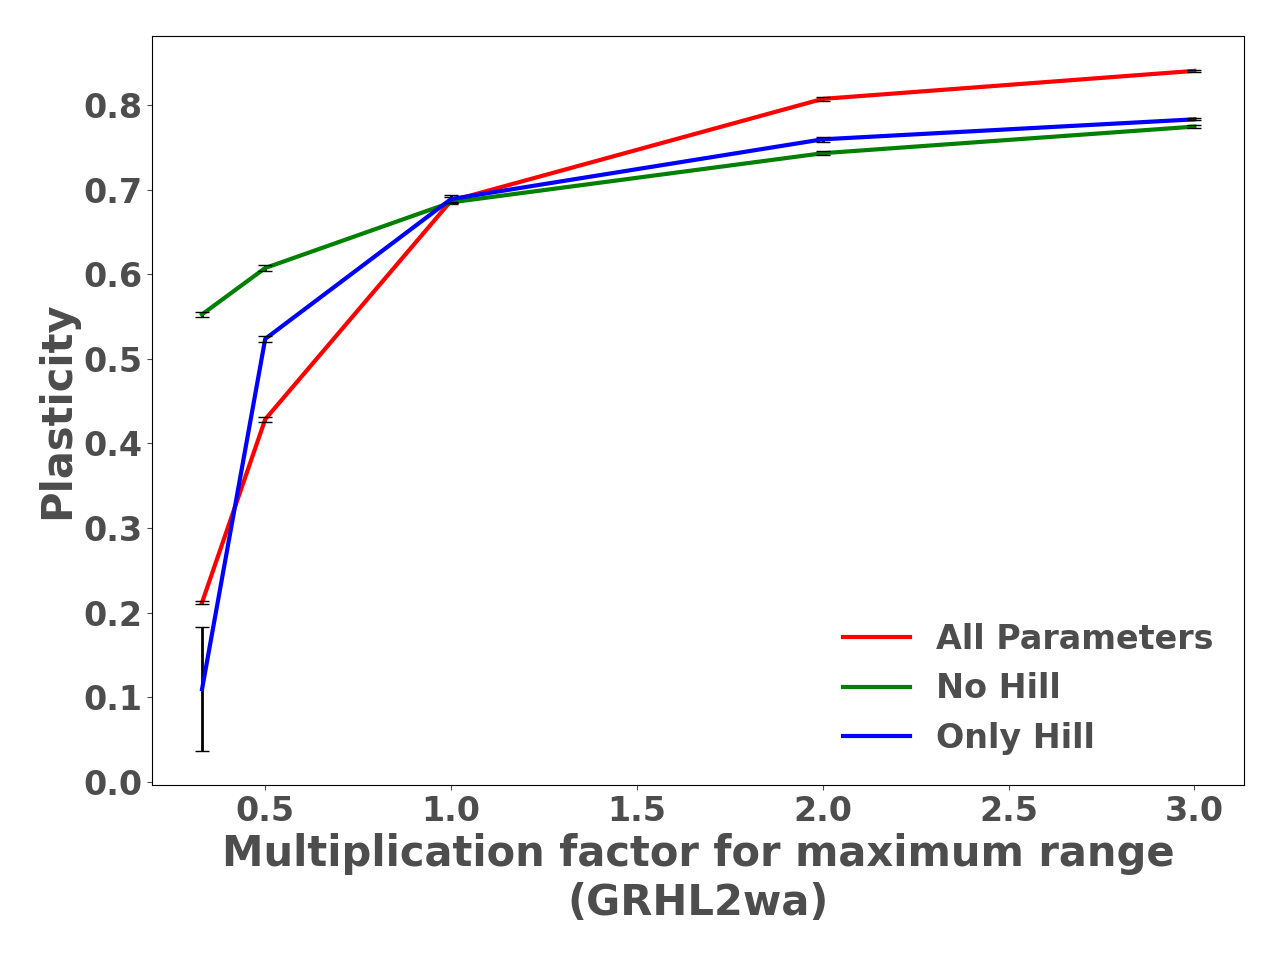 0.8
0.7
0.6
0.5
0.4
0.3
0.2
0.1
0.0
Plasticity
All Parameters
No Hill
Only Hill
0.5 1.0 1.5 2.0 2.5 3.0
Multiplication factor for maximum range
(GRHL2wa)